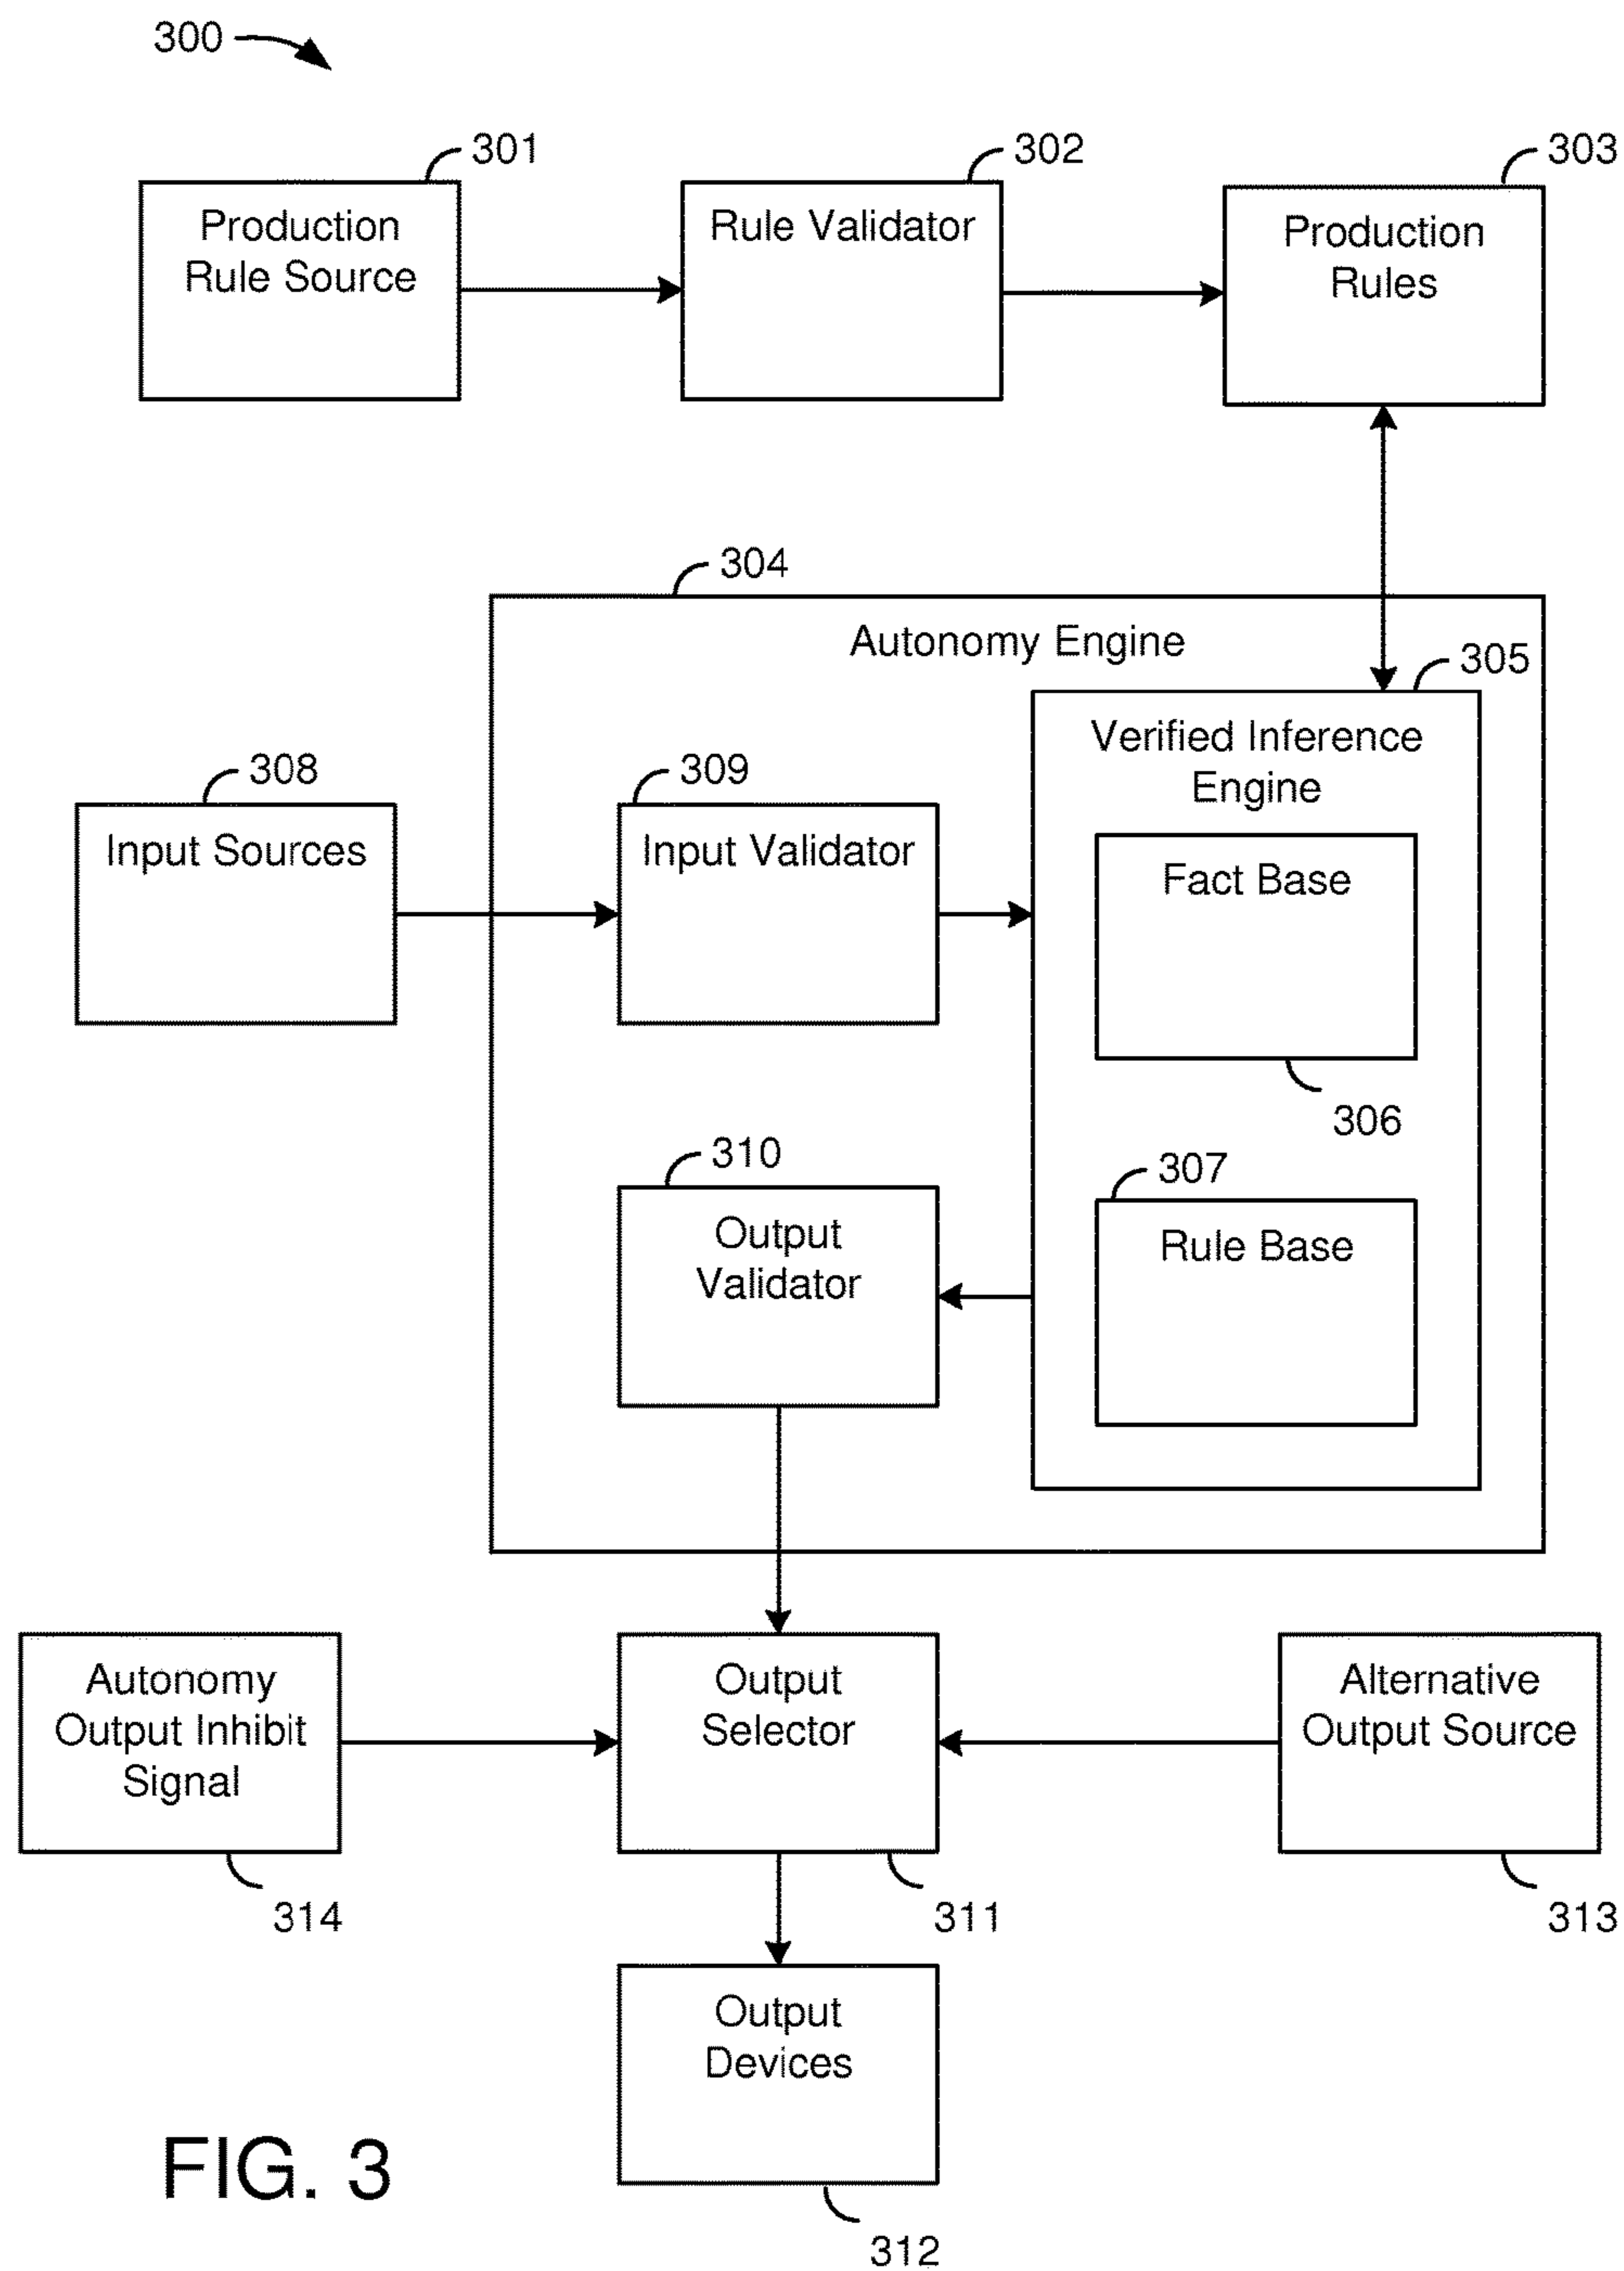 300
301
302
303
Production
Rule Source
Rule Validator
Production
Rules
304
Autonomy Engine
305
Verified Inference
Engine
308
309
Input Sources
Input Validator
Fact Base
306
310
307
Output
Validator
Rule Base
Autonomy
Output Inhibit
Signal
Output
Selector
Alternative
Output Source
314
311
313
Output
Devices
312
FIG. 3